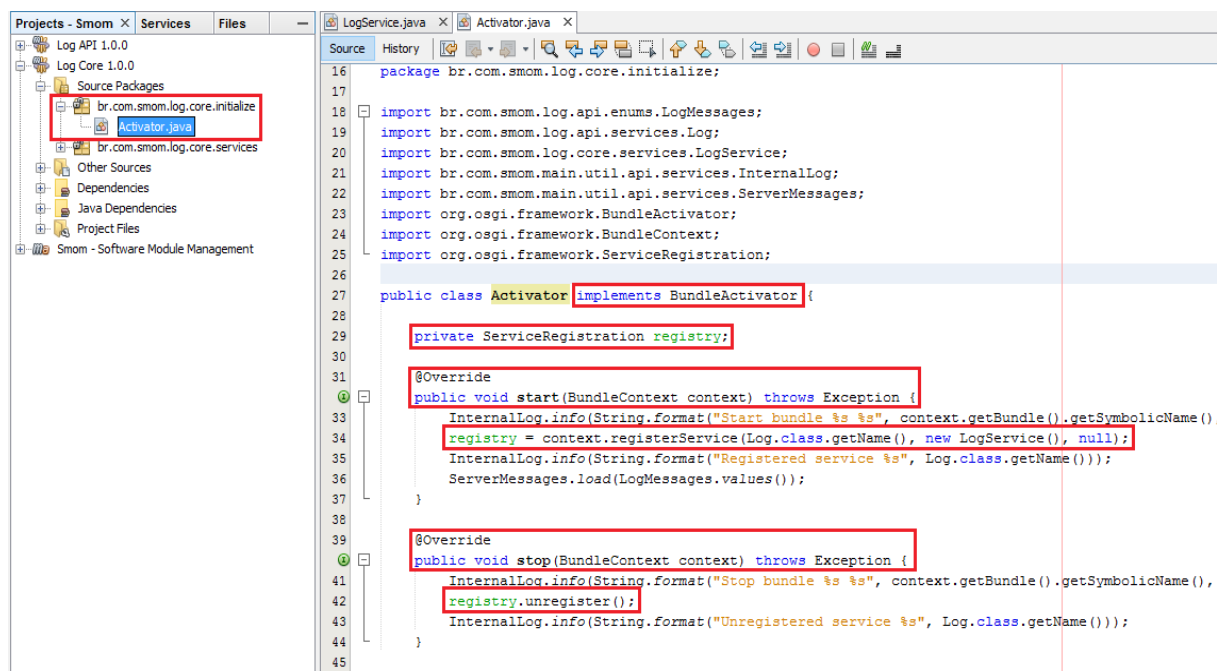 Projects - Smom × Services Files
Log API 1.0.0
Log Core 1.0.0
Source Packages
br.com.smom.log.core.initialize
Activator.java
br.com.smom.log.core.services
Other Sources
Dependencies
Java Dependencies
Project Files
Smom - Software Module Management
LogService.java × Activator.java ×
Source History
16 package br.com.smom.log.core.initialize;
17
18 import br.com.smom.log.api.enums.LogMessages;
19 import br.com.smom.log.api.services.Log;
20 import br.com.smom.log.core.services.LogService;
21 import br.com.smom.main.util.api.services.InternalLog;
22 import br.com.smom.main.util.api.services.ServerMessages;
23 import org.osgi.framework.BundleActivator;
24 import org.osgi.framework.BundleContext;
25 import org.osgi.framework.ServiceRegistration;
26
27 public class Activator implements BundleActivator {
28
29 private ServiceRegistration registry;
30
31 @Override
public void start(BundleContext context) throws Exception {
33 InternalLog.info(String.format("Start bundle %s %s", context.getBundle().getSymbolicName(),
34 registry = context.registerService(Log.class.getName(), new LogService(), null);
35 InternalLog.info(String.format("Registered service %s", Log.class.getName()));
36 ServerMessages.load(LogMessages.values());
37 }
38
39 @Override
public void stop(BundleContext context) throws Exception {
41 InternalLog.info(String.format("Stop bundle %s %s", context.getBundle().getSymbolicName(),
42 registry.unregister();
43 InternalLog.info(String.format("Unregistered service %s", Log.class.getName()));
44 }
45